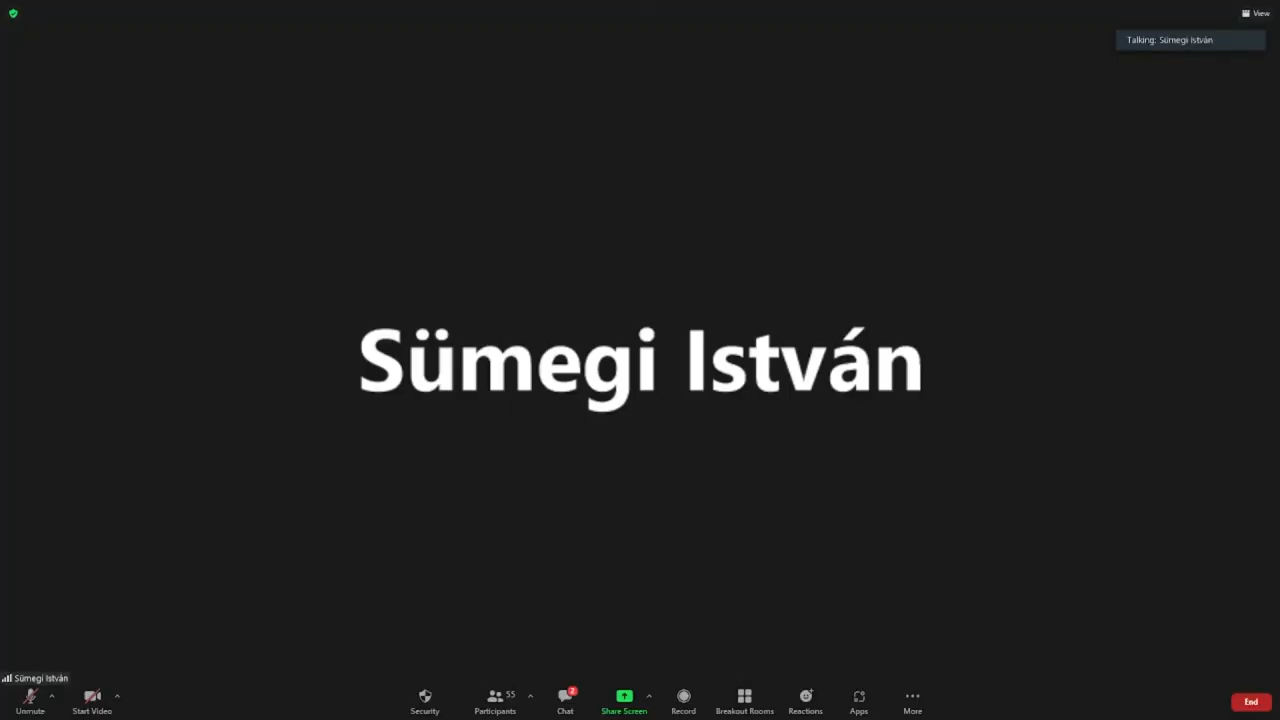 View
Talking: Sümegi István
Sümegi István
Sümegi István
Unmute
Start Video
Security
Participants
55
Chat
2
Share Screen
Record
Breakout Rooms
Reactions
Apps
More
End